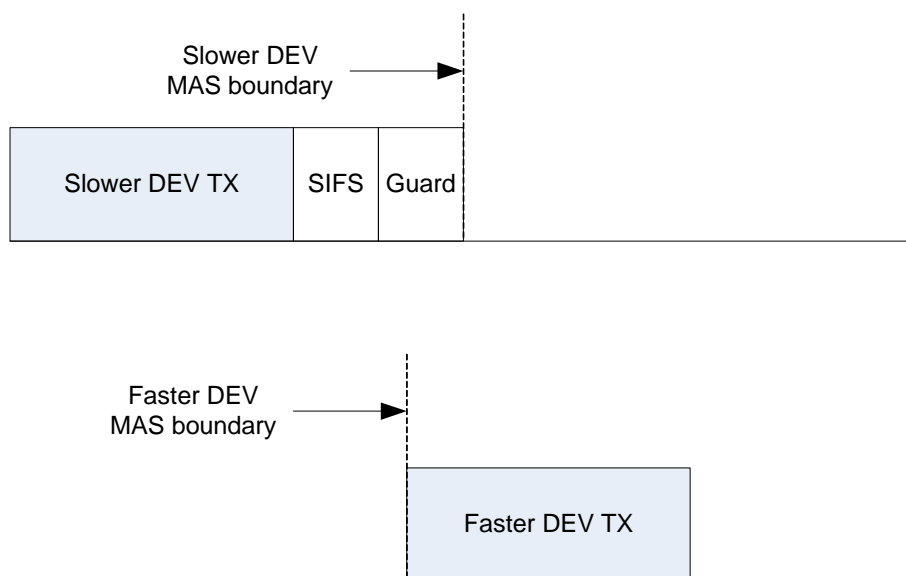 Slower DEV
MAS boundary
Slower DEV TX
SIFS
Guard
Faster DEV
MAS boundary
Faster DEV TX